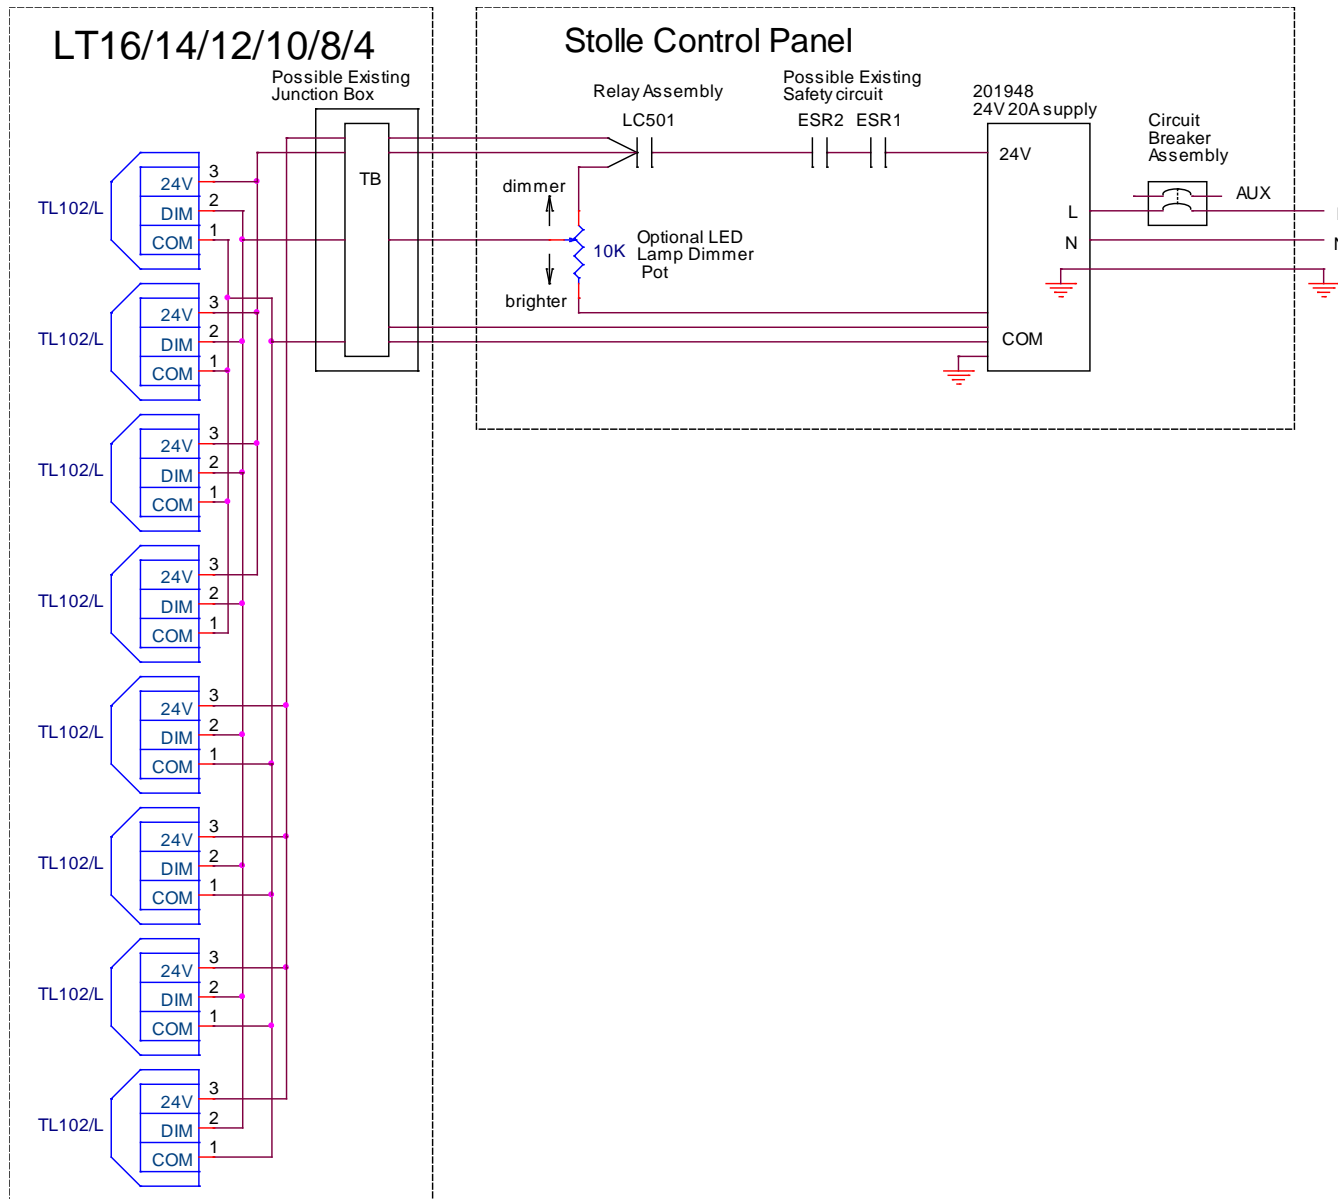 LT16/14/12/10/8/4
Stolle Control Panel
Possible Existing
Junction Box
Relay Assembly
LC501
Possible Existing
Safety circuit
ESR2 ESR1
201948
24V 20A supply
Circuit
Breaker
Assembly
TB
24V
AUX
L
N
dimmer
10K
Optional LED
Lamp Dimmer
Pot
brighter
COM
TL102/L
24V 3
DIM 2
COM 1
TL102/L
24V 3
DIM 2
COM 1
TL102/L
24V 3
DIM 2
COM 1
TL102/L
24V 3
DIM 2
COM 1
TL102/L
24V 3
DIM 2
COM 1
TL102/L
24V 3
DIM 2
COM 1
TL102/L
24V 3
DIM 2
COM 1
TL102/L
24V 3
DIM 2
COM 1